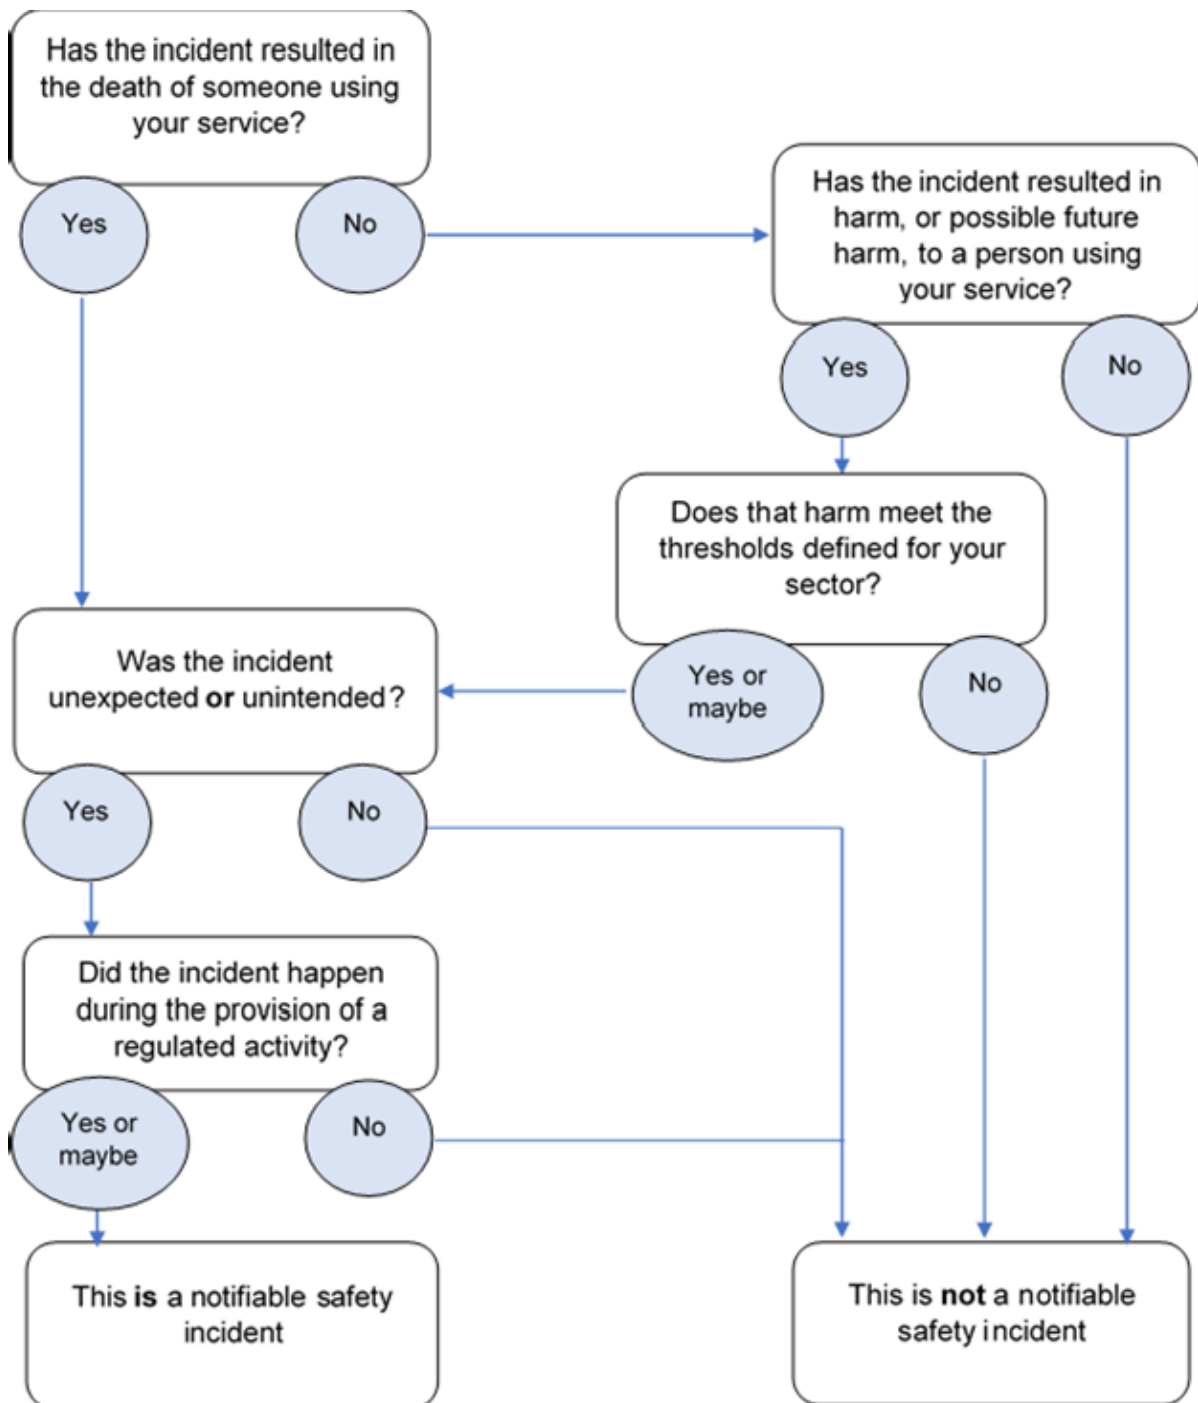 Has the incident resulted in
the death of someone using
your service?
Yes
No
Has the incident resulted in
harm, or possible future
harm, to a person using
your service?
Yes
No
Does that harm meet the
thresholds defined for your
sector?
Yes or
maybe
No
Was the incident
unexpected or unintended?
Yes
No
Did the incident happen
during the provision of a
regulated activity?
Yes or
maybe
No
This is a notifiable safety
incident
This is not a notifiable
safety incident